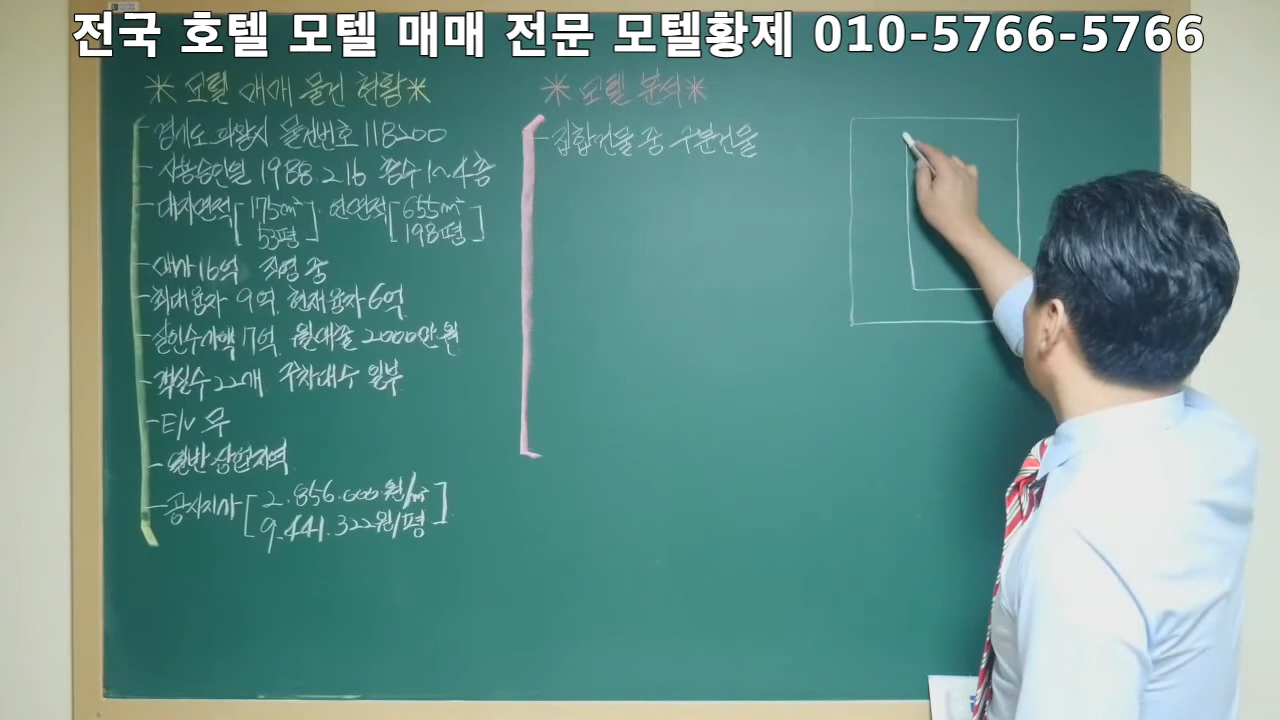 전국 호텔 모텔 매매 전문 모텔황제 010-5766-5766
※ 모텔 매매 물건 현황 ※
경기도 의왕시 물건번호 118200
사용승인일 1988.2.16 층수 1~4층
대지면적 [175m² 53평], 연면적 [655m² 198평]
매가 16억 직영 중
최대융자 9억, 현재융자 6억
실인수가액 7억, 월매출 2000만원
객실수 22개 주차대수 일부
E/V 무
일반상업지역
공시지가 [2.856.000원/m² 9.441.322원/평]
※ 모텔 분석 ※
집합건물 중 구분건물